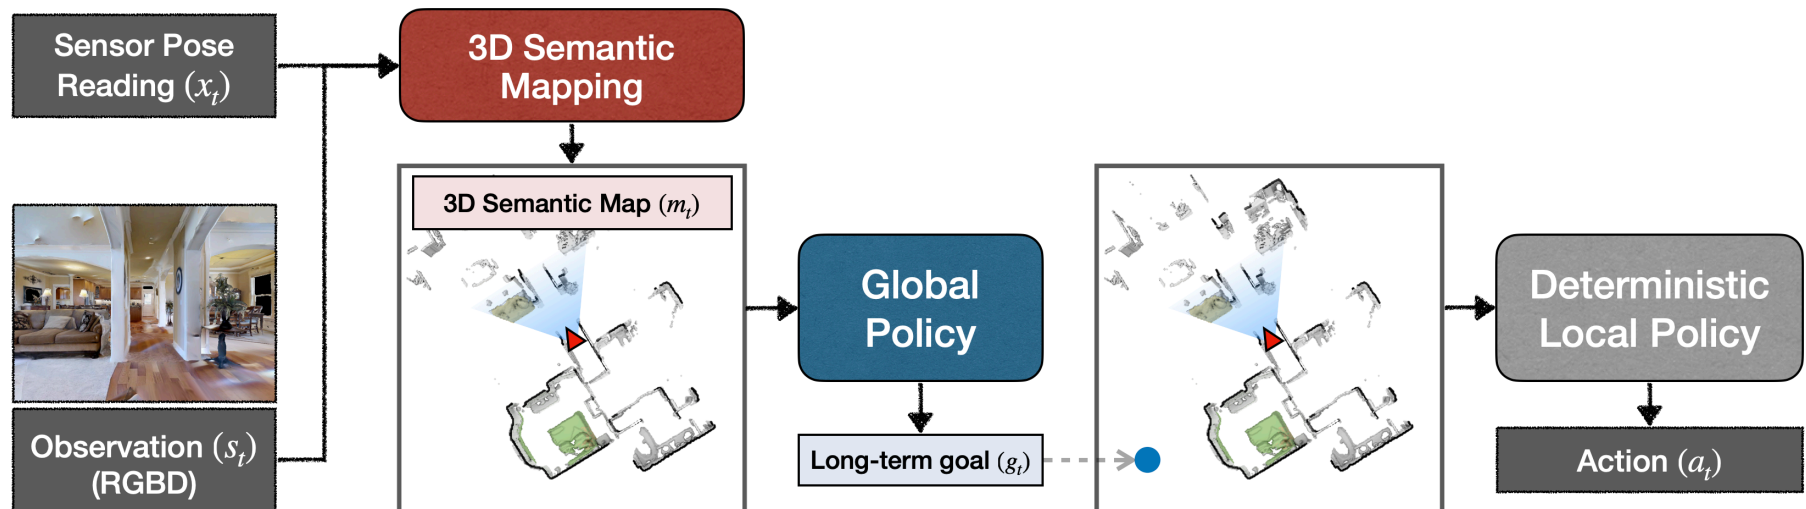 Sensor Pose
Reading (xₜ)
3D Semantic
Mapping
3D Semantic Map (mₜ)
Global
Policy
Deterministic
Local Policy
Observation (sₜ)
(RGBD)
Long-term goal (gₜ)
Action (aₜ)